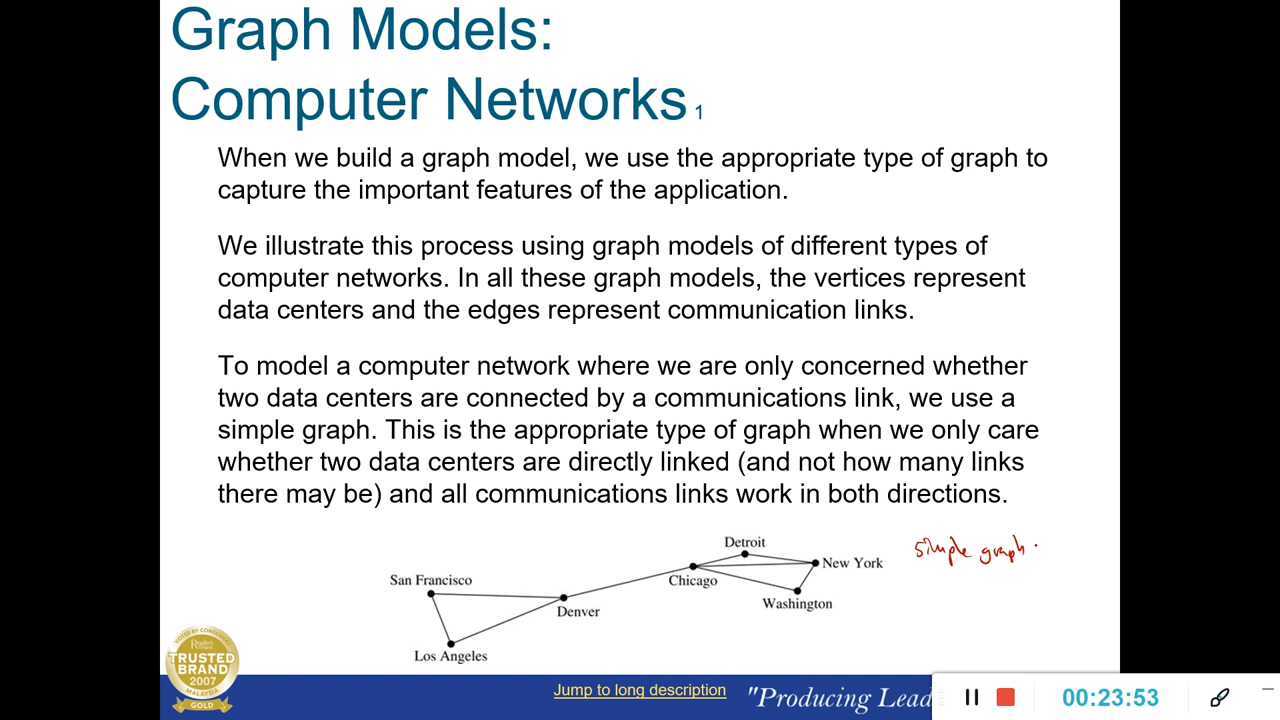 Graph Models:
Computer Networks 1
When we build a graph model, we use the appropriate type of graph to
capture the important features of the application.
We illustrate this process using graph models of different types of
computer networks. In all these graph models, the vertices represent
data centers and the edges represent communication links.
To model a computer network where we are only concerned whether
two data centers are connected by a communications link, we use a
simple graph. This is the appropriate type of graph when we only care
whether two data centers are directly linked (and not how many links
there may be) and all communications links work in both directions.
Detroit
simple graph.
New York
San Francisco
Chicago
Washington
Denver
Los Angeles
VOTED BY CONSUMERS
Reader's Digest
TRUSTED
BRAND
2007
MALAYSIA
GOLD
Jump to long description
"Producing Lead
00:23:53